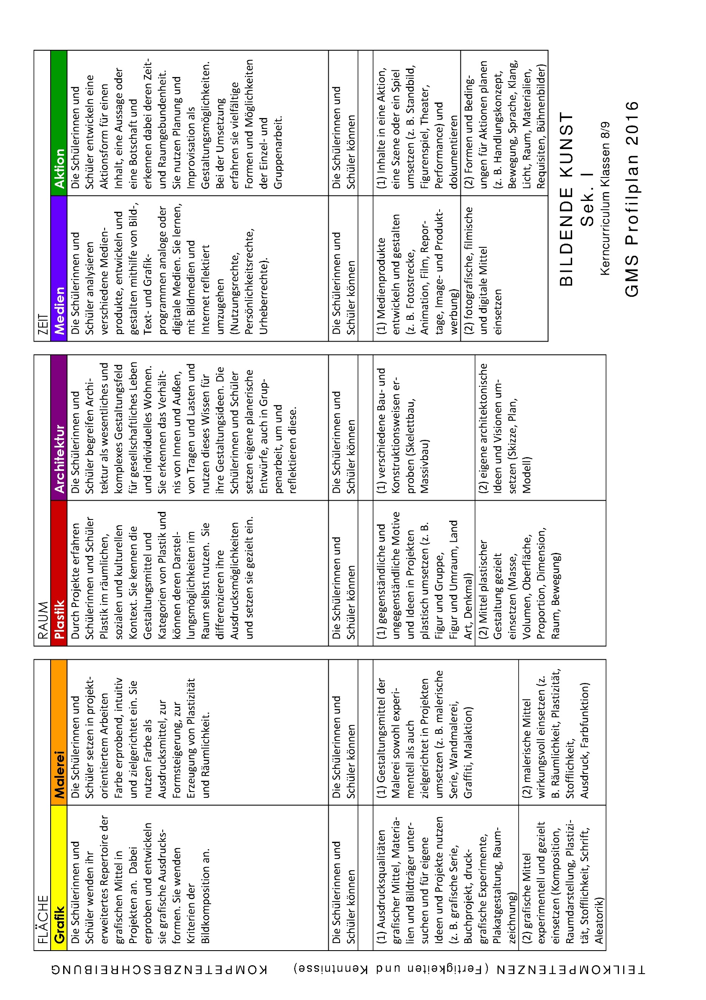 FLÄCHE
Grafik
Die Schülerinnen und
Schüler wenden ihr
erweitertes Repertoire der
grafischen Mittel in
Projekten an.  Dabei
erproben und entwickeln
sie grafische Ausdrucks-
formen. Sie wenden
Kriterien der
Bildkomposition an.
Die Schülerinnen und
Schüler können
(1) Ausdrucksqualitäten
grafischer Mittel, Materia-
lien und Bildträger unter-
suchen und für eigene
Ideen und Projekte nutzen
(z. B. grafische Serie,
Buchprojekt, druck-
grafische Experimente,
Plakatgestaltung, Raum-
zeichnung)
(2) grafische Mittel
experimentell und gezielt
einsetzen (Komposition,
Raumdarstellung, Plastizi-
tät, Stofflichkeit, Schrift,
Aleatorik)
Malerei
Die Schülerinnen und
Schüler setzen in projekt-
orientiertem Arbeiten
Farbe erprobend, intuitiv
und zielgerichtet ein. Sie
nutzen Farbe als
Ausdrucksmittel, zur
Formsteigerung, zur
Erzeugung von Plastizität
und Räumlichkeit.
Die Schülerinnen und
Schüler können
(1) Gestaltungsmittel der
Malerei sowohl experi-
mentell als auch
zielgerichtet in Projekten
umsetzen (z. B. malerische
Serie, Wandmalerei,
Graffiti, Malaktion)
(2) malerische Mittel
wirkungsvoll einsetzen (z.
B. Räumlichkeit, Plastizität,
Stofflichkeit,
Ausdruck, Farbfunktion)
RAUM
Plastik
Durch Projekte erfahren
Schülerinnen und Schüler
Plastik im räumlichen,
sozialen und kulturellen
Kontext. Sie kennen die
Gestaltungsmittel und
Kategorien von Plastik und
können deren Darstel-
lungsmöglichkeiten im
Raum selbst nutzen.  Sie
differenzieren ihre
Ausdrucksmöglichkeiten
und setzen sie gezielt ein.
Die Schülerinnen und
Schüler können
(1) gegenständliche und
ungegenständliche Motive
und Ideen in Projekten
plastisch umsetzen (z. B.
Figur und Gruppe,
Figur und Umraum, Land
Art, Denkmal)
(2) Mittel plastischer
Gestaltung gezielt
einsetzen (Masse,
Volumen, Oberfläche,
Proportion, Dimension,
Raum, Bewegung)
Architektur
Die Schülerinnen und
Schüler begreifen Archi-
tektur als wesentliches und
komplexes Gestaltungsfeld
für gesellschaftliches Leben
und individuelles Wohnen.
Sie erkennen das Verhält-
nis von Innen und Außen,
von Tragen und Lasten und
nutzen dieses Wissen für
ihre Gestaltungsideen. Die
Schülerinnen und Schüler
setzen eigene planerische
Entwürfe, auch in Grup-
penarbeit, um und
reflektieren diese.
Die Schülerinnen und
Schüler können
(1) verschiedene Bau- und
Konstruktionsweisen er-
proben (Skelettbau,
Massivbau)
(2) eigene architektonische
Ideen und Visionen um-
setzen (Skizze, Plan,
Modell)
ZEIT
Medien
Die Schülerinnen und
Schüler analysieren
verschiedene Medien-
produkte, entwickeln und
gestalten mithilfe von Bild-,
Text- und Grafik-
programmen analoge oder
digitale Medien. Sie lernen,
mit Bildmedien und
Internet reflektiert
umzugehen
(Nutzungsrechte,
Persönlichkeitsrechte,
Urheberrechte).
Die Schülerinnen und
Schüler können
(1) Medienprodukte
entwickeln und gestalten
(z. B. Fotostrecke,
Animation, Film, Repor-
tage, Image- und Produkt-
werbung)
(2) fotografische, filmische
und digitale Mittel
einsetzen
Aktion
Die Schülerinnen und
Schüler entwickeln eine
Aktionsform für einen
Inhalt, eine Aussage oder
eine Botschaft und
erkennen dabei deren Zeit-
und Raumgebundenheit.
Sie nutzen Planung und
Improvisation als
Gestaltungsmöglichkeiten.
Bei der Umsetzung
erfahren sie vielfältige
Formen und Möglichkeiten
der Einzel- und
Gruppenarbeit.
Die Schülerinnen und
Schüler können
(1) Inhalte in eine Aktion,
eine Szene oder ein Spiel
umsetzen (z. B. Standbild,
Figurenspiel, Theater,
Performance) und
dokumentieren
(2) Formen und Beding-
ungen für Aktionen planen
(z. B. Handlungskonzept,
Bewegung, Sprache, Klang,
Licht, Raum, Materialien,
Requisiten, Bühnenbilder)
BILDENDE KUNST
Sek. I
Kerncurriculum Klassen 8/9
GMS Profilplan 2016
KOMPETENZBESCHREIBUNG
TEILKOMPETENZEN (Fertigkeiten und Kenntnisse)